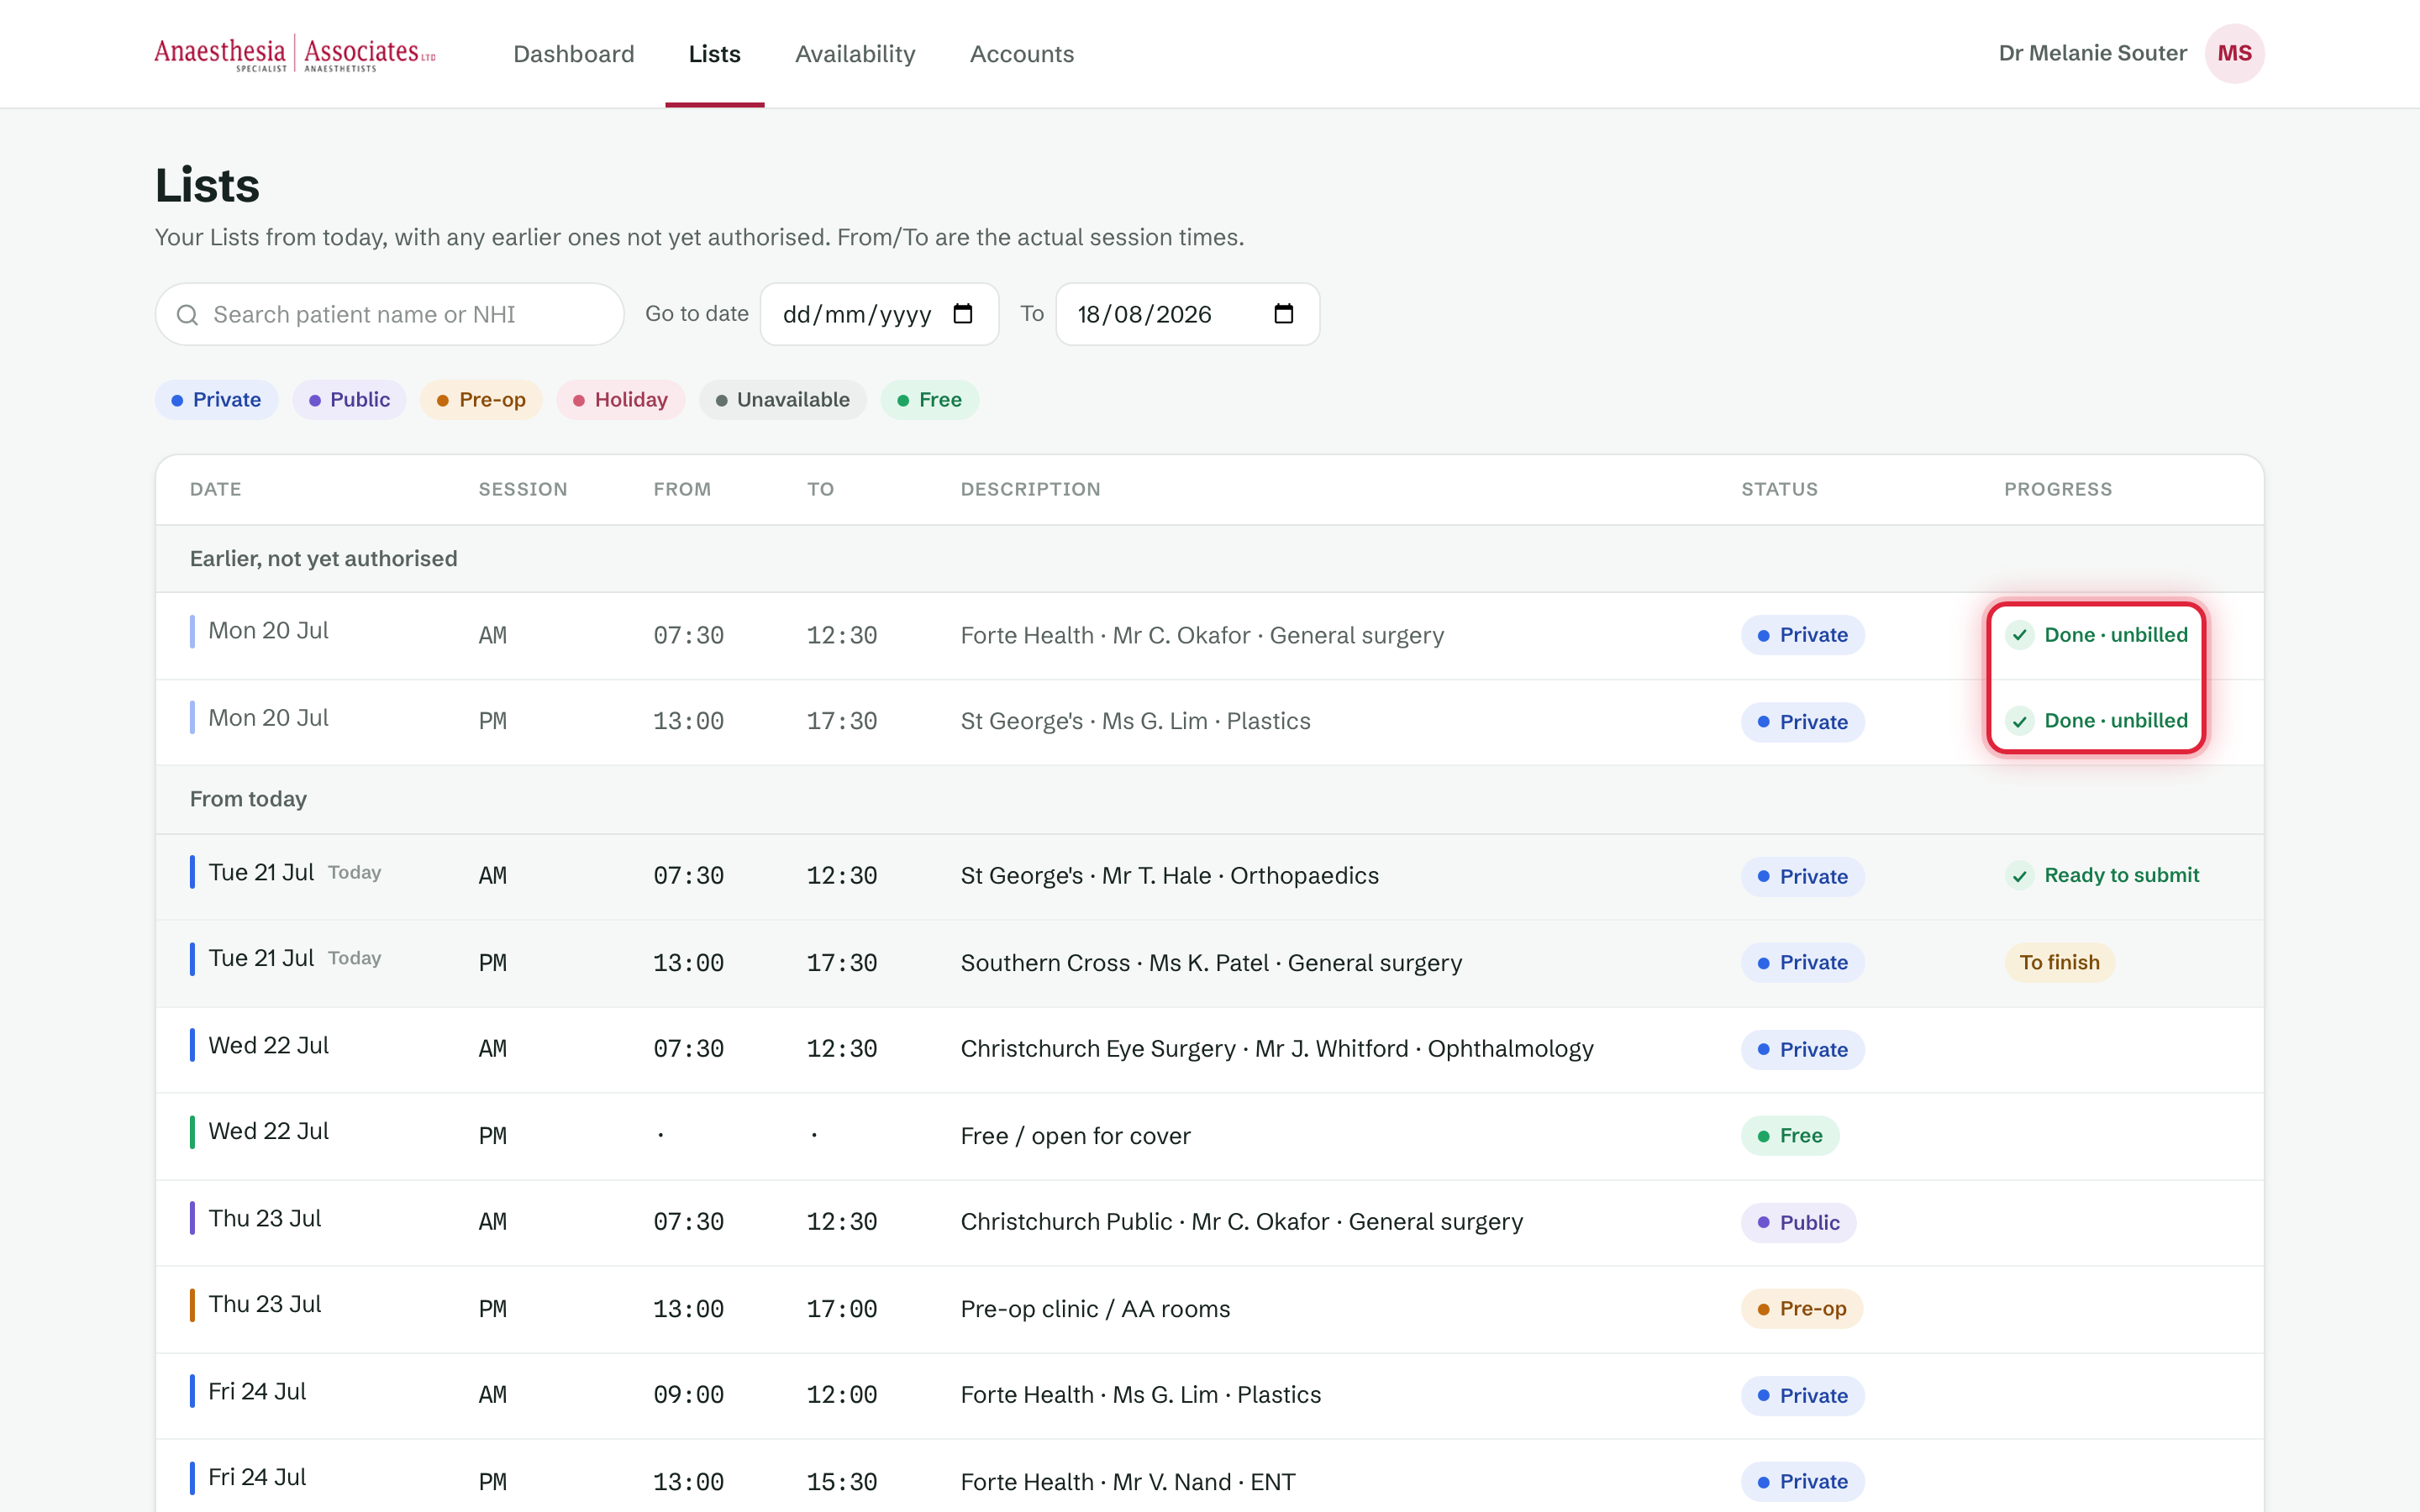 Anaesthesia | Associates LTD
SPECIALIST ANAESTHETISTS
Dashboard Lists Availability Accounts
Dr Melanie Souter MS
Lists
Your Lists from today, with any earlier ones not yet authorised. From/To are the actual session times.
Search patient name or NHI Go to date dd/mm/yyyy To 18/08/2026
Private Public Pre-op Holiday Unavailable Free
DATE SESSION FROM TO DESCRIPTION STATUS PROGRESS
Earlier, not yet authorised
Mon 20 Jul AM 07:30 12:30 Forte Health · Mr C. Okafor · General surgery Private Done · unbilled
Mon 20 Jul PM 13:00 17:30 St George's · Ms G. Lim · Plastics Private Done · unbilled
From today
Tue 21 Jul Today AM 07:30 12:30 St George's · Mr T. Hale · Orthopaedics Private Ready to submit
Tue 21 Jul Today PM 13:00 17:30 Southern Cross · Ms K. Patel · General surgery Private To finish
Wed 22 Jul AM 07:30 12:30 Christchurch Eye Surgery · Mr J. Whitford · Ophthalmology Private
Wed 22 Jul PM · · Free / open for cover Free
Thu 23 Jul AM 07:30 12:30 Christchurch Public · Mr C. Okafor · General surgery Public
Thu 23 Jul PM 13:00 17:00 Pre-op clinic / AA rooms Pre-op
Fri 24 Jul AM 09:00 12:00 Forte Health · Ms G. Lim · Plastics Private
Fri 24 Jul PM 13:00 15:30 Forte Health · Mr V. Nand · ENT Private